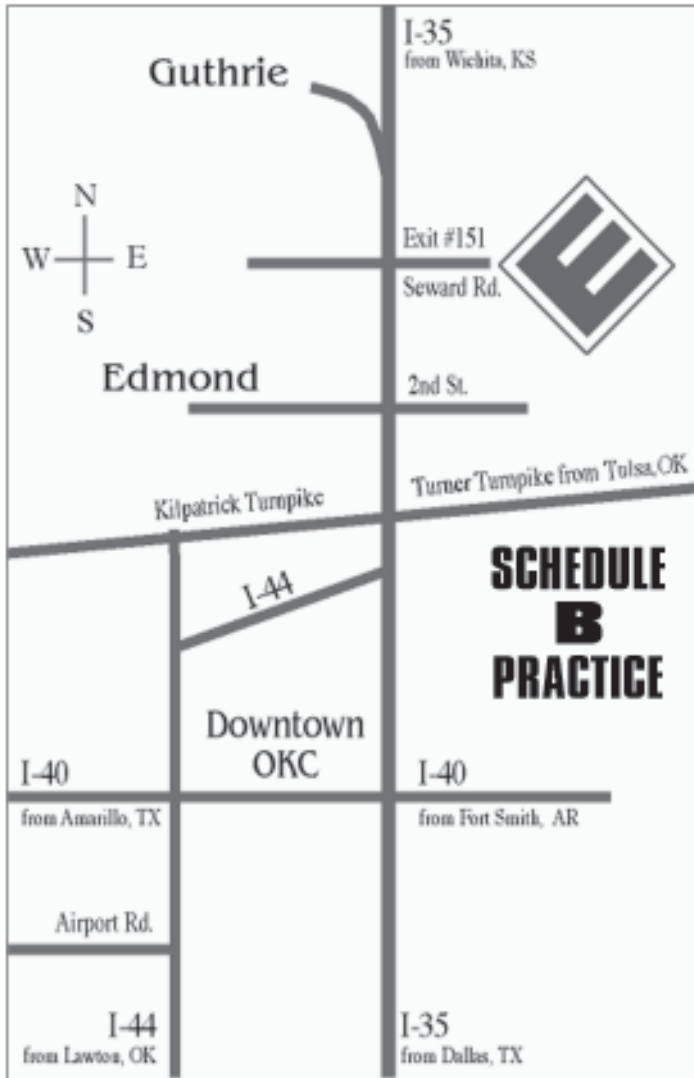 I-35
from Wichita, KS
Guthrie
N
W E
S
Exit #151
Seward Rd.
E
Edmond
2nd St.
Kilpatrick Turnpike
Turner Turnpike from Tulsa, OK
I-44
SCHEDULE
B
PRACTICE
Downtown
OKC
I-40
from Amarillo, TX
I-40
from Fort Smith, AR
Airport Rd.
I-44
from Lawton, OK
I-35
from Dallas, TX